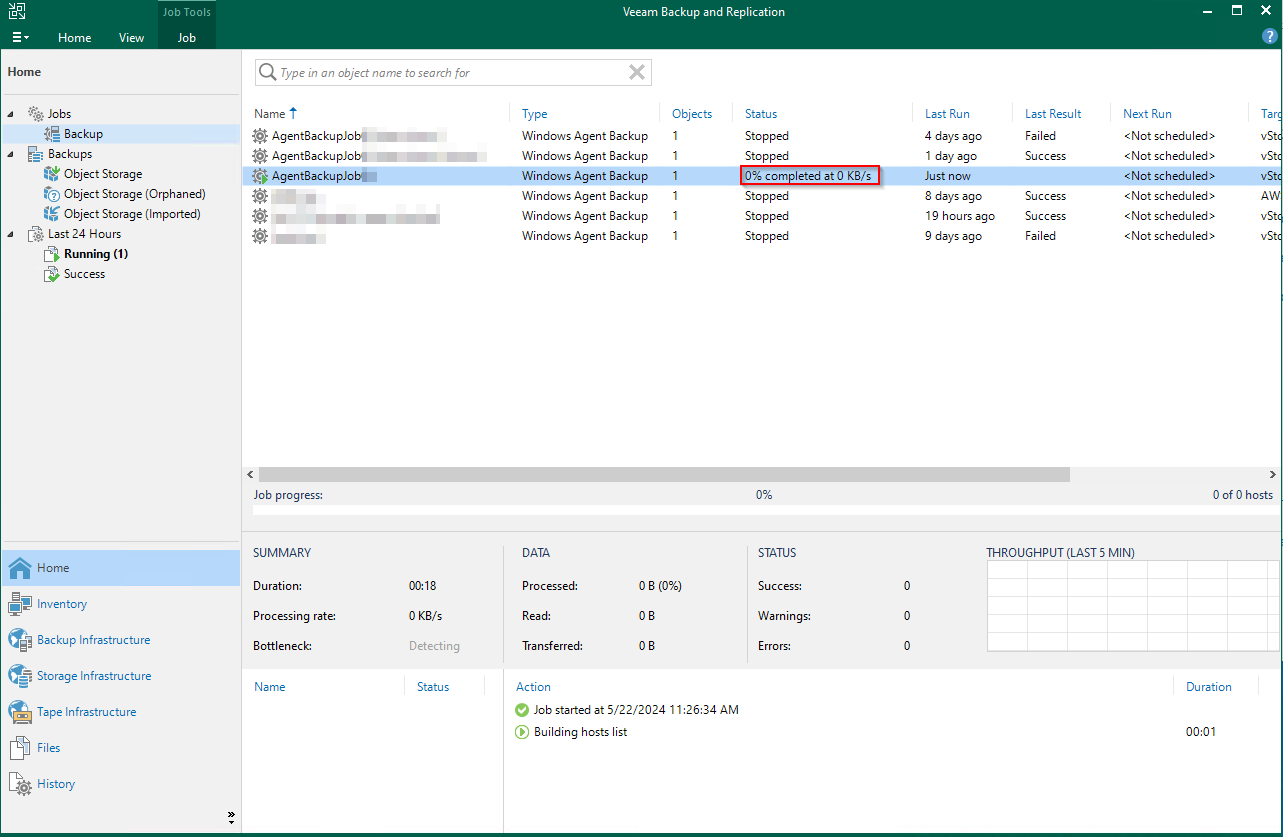 Job Tools
Veeam Backup and Replication
Home View Job
?
Home
Type in an object name to search for
Jobs
Backup
Backups
Object Storage
Object Storage (Orphaned)
Object Storage (Imported)
Last 24 Hours
Running (1)
Success
Name Type Objects Status Last Run Last Result Next Run Targ
AgentBackupJob Windows Agent Backup 1 Stopped 4 days ago Failed <Not scheduled> vSto
AgentBackupJob Windows Agent Backup 1 Stopped 1 day ago Success <Not scheduled> vSto
AgentBackupJob Windows Agent Backup 1 0% completed at 0 KB/s Just now <Not scheduled> vSto
Windows Agent Backup 1 Stopped 8 days ago Success <Not scheduled> AW
Windows Agent Backup 1 Stopped 19 hours ago Success <Not scheduled> vSto
Windows Agent Backup 1 Stopped 9 days ago Failed <Not scheduled> vSto
Job progress: 0% 0 of 0 hosts
SUMMARY DATA STATUS THROUGHPUT (LAST 5 MIN)
Duration: 00:18 Processed: 0 B (0%) Success: 0
Processing rate: 0 KB/s Read: 0 B Warnings: 0
Bottleneck: Detecting Transferred: 0 B Errors: 0
Name Status Action Duration
Job started at 5/22/2024 11:26:34 AM
Building hosts list 00:01
Home
Inventory
Backup Infrastructure
Storage Infrastructure
Tape Infrastructure
Files
History